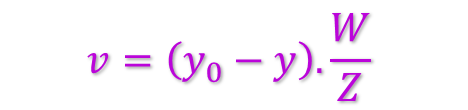 v = (y₀ − y). W/Z